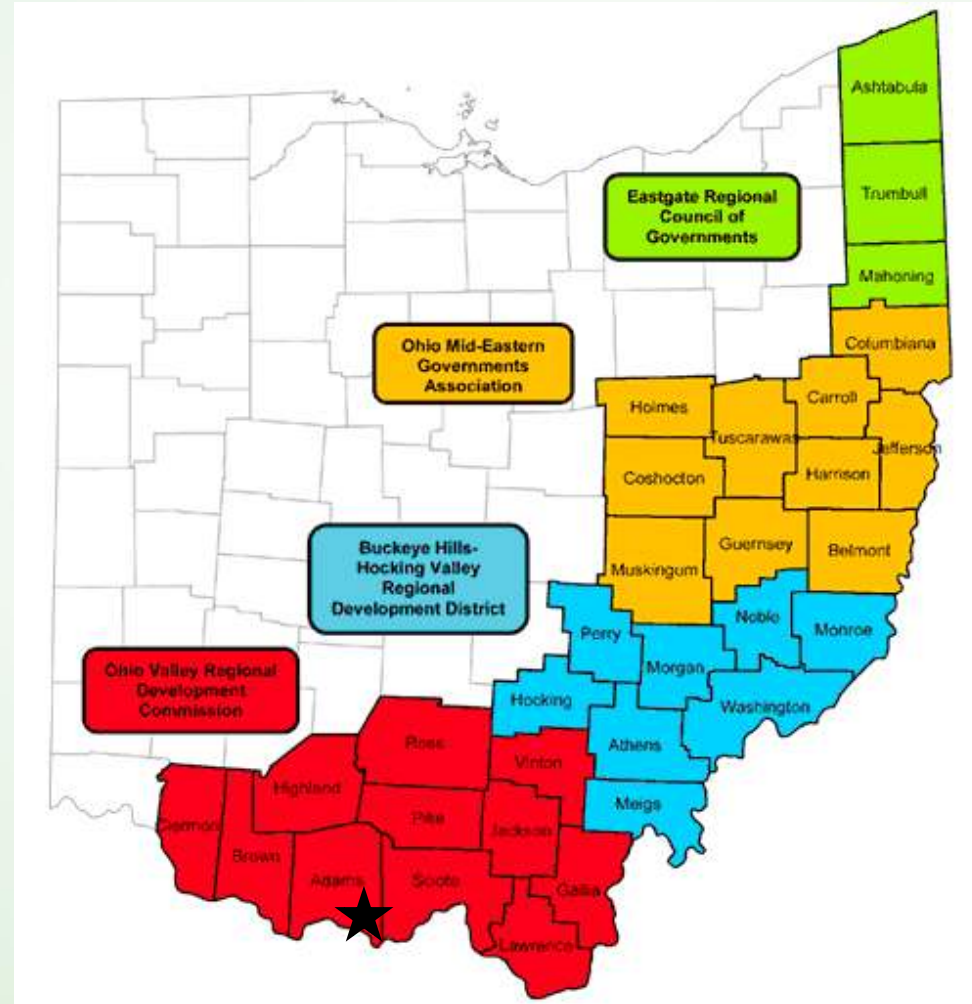 Ashtabula
Eastgate Regional
Council of
Governments
Trumbull
Mahoning
Ohio Mid-Eastern
Governments
Association
Columbiana
Carroll
Holmes
Tuscarawas
Jefferson
Coshocton
Harrison
Buckeye Hills-
Hocking Valley
Regional
Development District
Guernsey
Belmont
Muskingum
Noble
Monroe
Perry
Morgan
Ohio Valley Regional
Development
Commission
Hocking
Washington
Ross
Athens
Vinton
Highland
Meigs
Pike
Jackson
Clermont
Brown
Adams
Scioto
Gallia
Lawrence